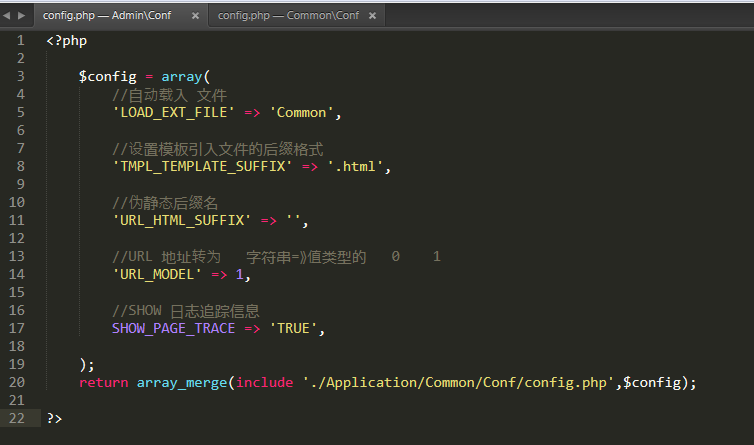 config.php — Admin\Conf × config.php — Common\Conf ×
1 <?php
2
3 $config = array(
4 //自动载入 文件
5 'LOAD_EXT_FILE' => 'Common',
6
7 //设置模板引入文件的后缀格式
8 'TMPL_TEMPLATE_SUFFIX' => '.html',
9
10 //伪静态后缀名
11 'URL_HTML_SUFFIX' => '',
12
13 //URL 地址转为 字符串=》值类型的 0 1
14 'URL_MODEL' => 1,
15
16 //SHOW 日志追踪信息
17 SHOW_PAGE_TRACE => 'TRUE',
18
19 );
20 return array_merge(include './Application/Common/Conf/config.php',$config);
21
22 ?>